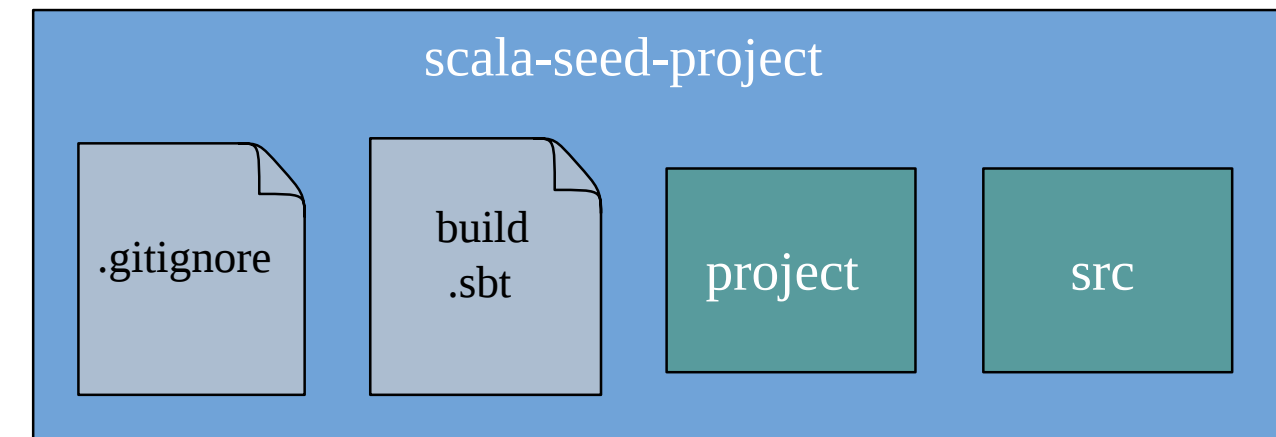 scala-seed-project
.gitignore
build
.sbt
project
src